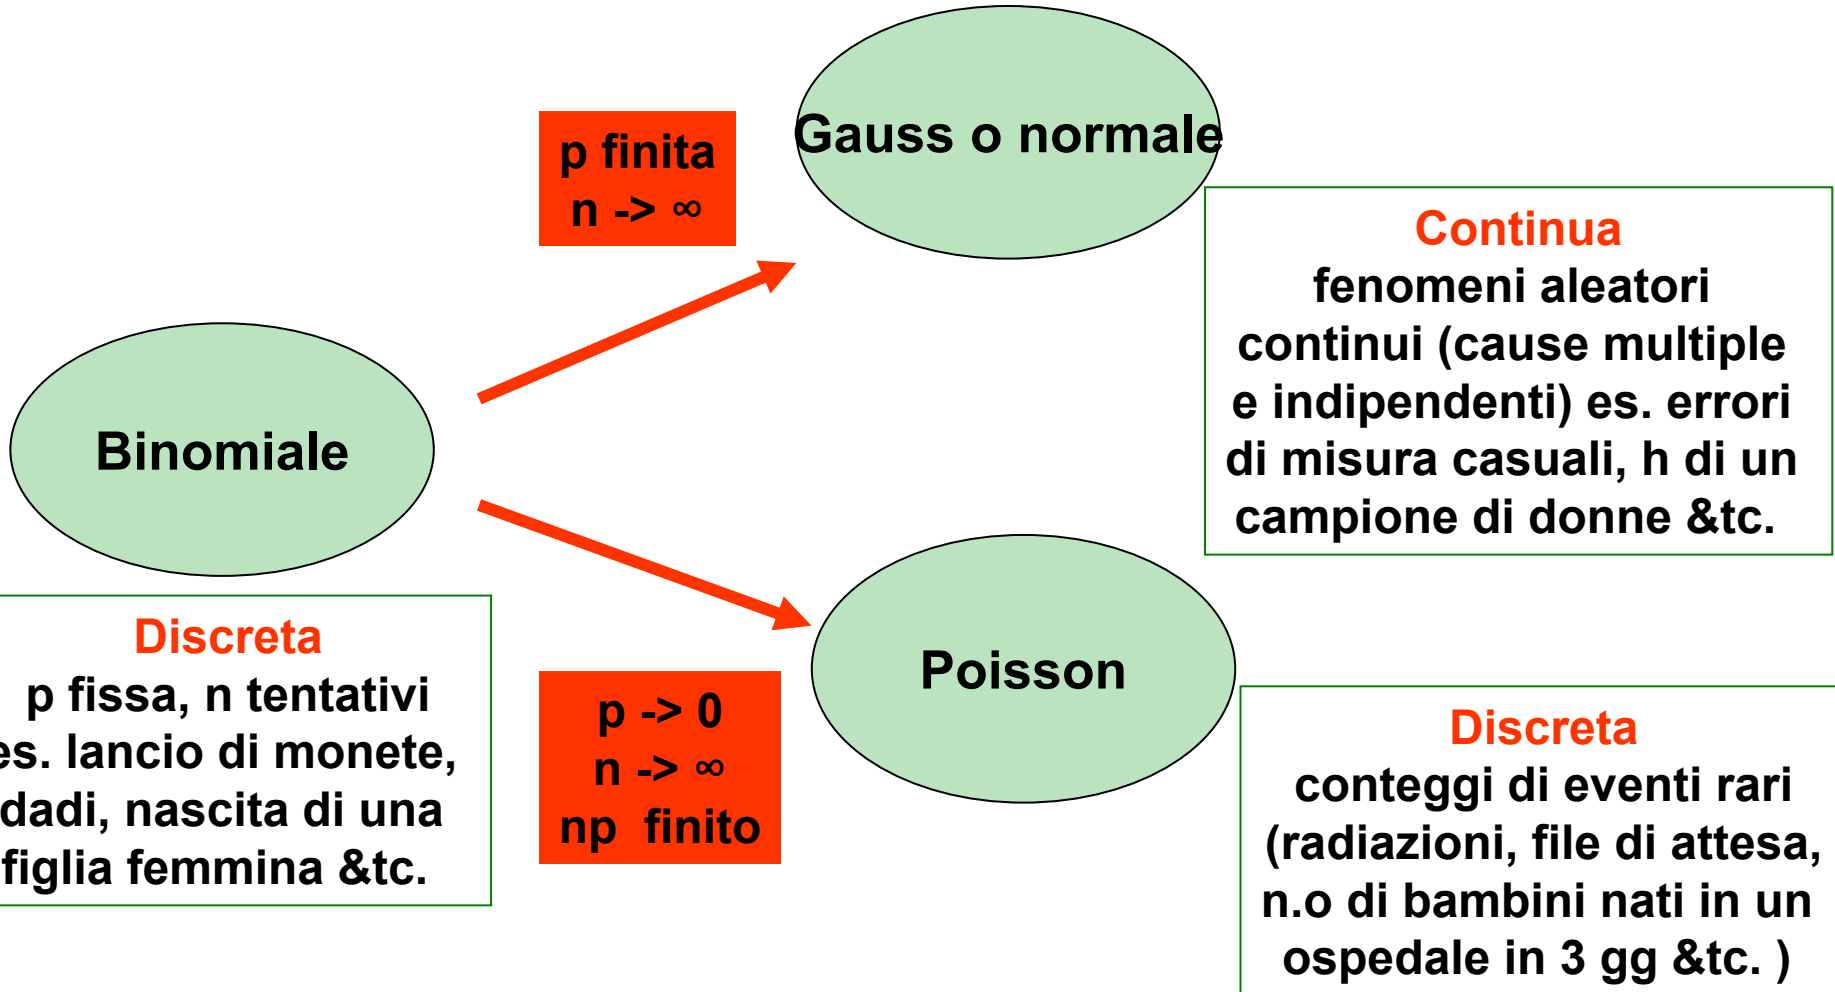 Gauss o normale
p finita
n -> ∞
Continua
fenomeni aleatori
continui (cause multiple
e indipendenti) es. errori
di misura casuali, h di un
campione di donne &tc.
Binomiale
Discreta
p fissa, n tentativi
es. lancio di monete,
dadi, nascita di una
figlia femmina &tc.
p -> 0
n -> ∞
np finito
Poisson
Discreta
conteggi di eventi rari
(radiazioni, file di attesa,
n.o di bambini nati in un
ospedale in 3 gg &tc. )